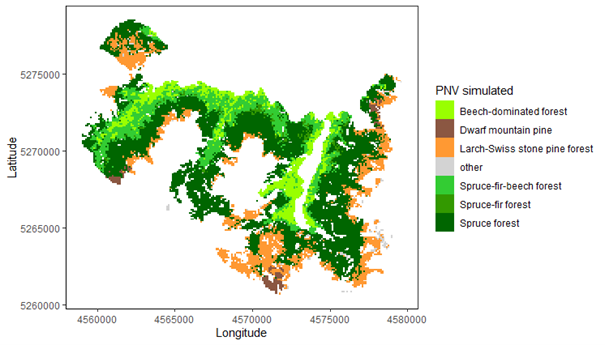 PNV simulated
Beech-dominated forest
Dwarf mountain pine
Larch-Swiss stone pine forest
other
Spruce-fir-beech forest
Spruce-fir forest
Spruce forest
Latitude
5275000
5270000
5265000
5260000
4560000 4565000 4570000 4575000 4580000
Longitude